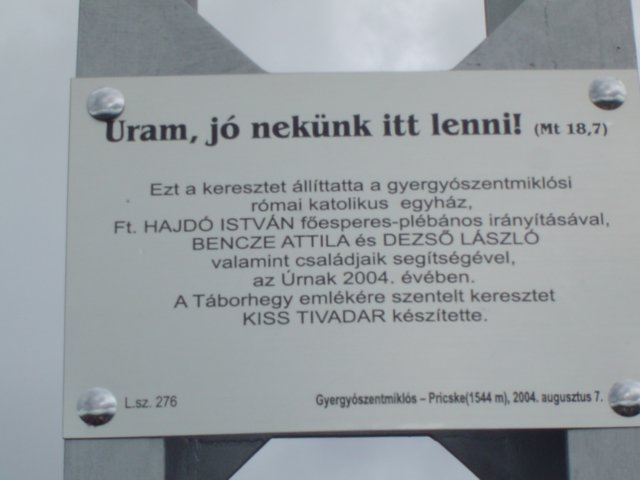 Uram, jó nekünk itt lenni! (Mt 18,7)
Ezt a keresztet állíttatta a gyergyószentmiklósi
római katolikus egyház,
Ft. HAJDÓ ISTVÁN főesperes-plébános irányításával,
BENCZE ATTILA és DEZSŐ LÁSZLÓ
valamint családjaik segítségével,
az Úrnak 2004. évében.
A Táborhegy emlékére szentelt keresztet
KISS TIVADAR készítette.
L.sz. 276
Gyergyószentmiklós – Pricske(1544 m), 2004. augusztus 7.